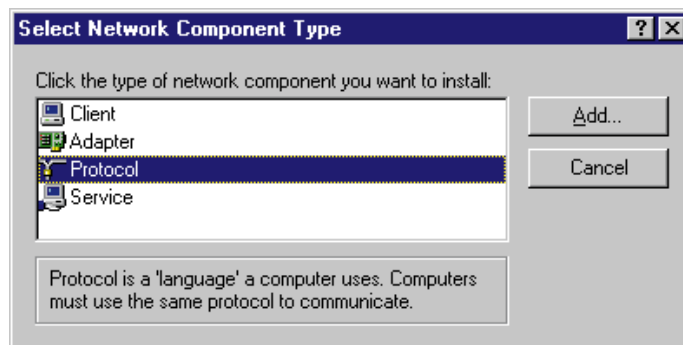 Select Network Component Type
Click the type of network component you want to install:
Client
Adapter
Protocol
Service
Add...
Cancel
Protocol is a 'language' a computer uses. Computers
must use the same protocol to communicate.